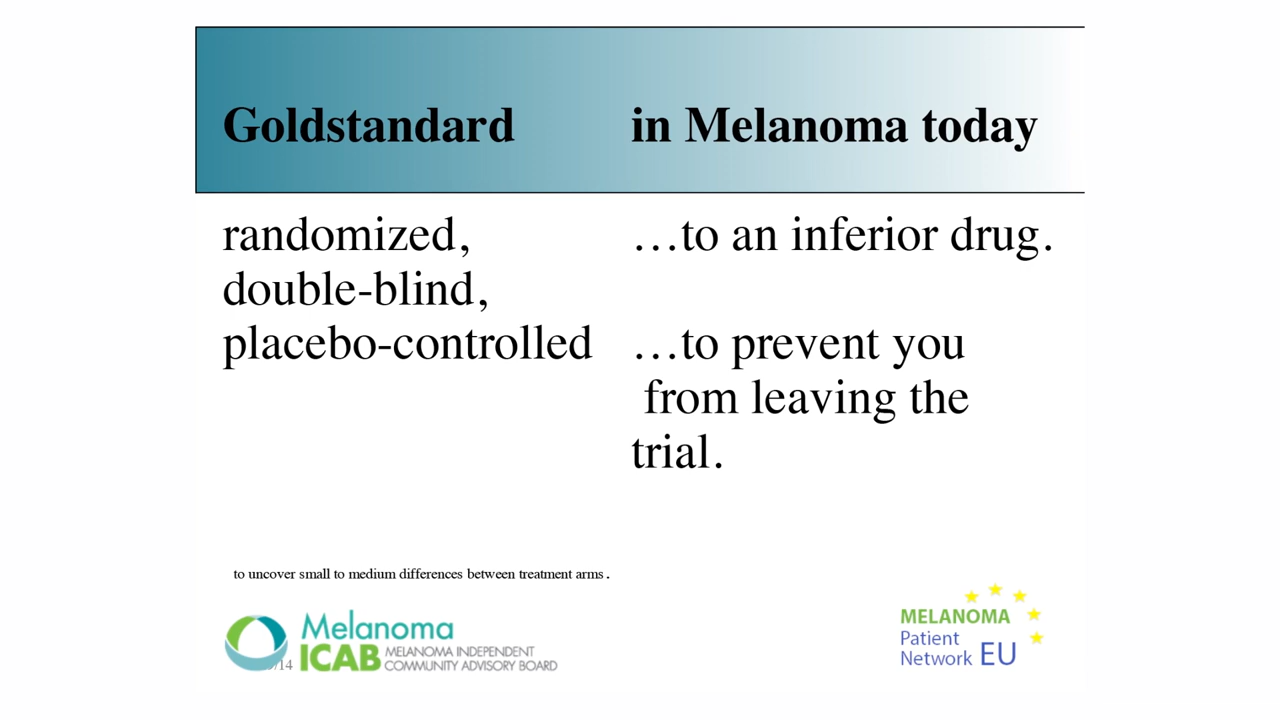 Goldstandard in Melanoma today
randomized, …to an inferior drug.
double-blind,
placebo-controlled …to prevent you
from leaving the
trial.
to uncover small to medium differences between treatment arms.
Melanoma
ICAB MELANOMA INDEPENDENT
COMMUNITY ADVISORY BOARD
/14
MELANOMA
Patient
Network EU